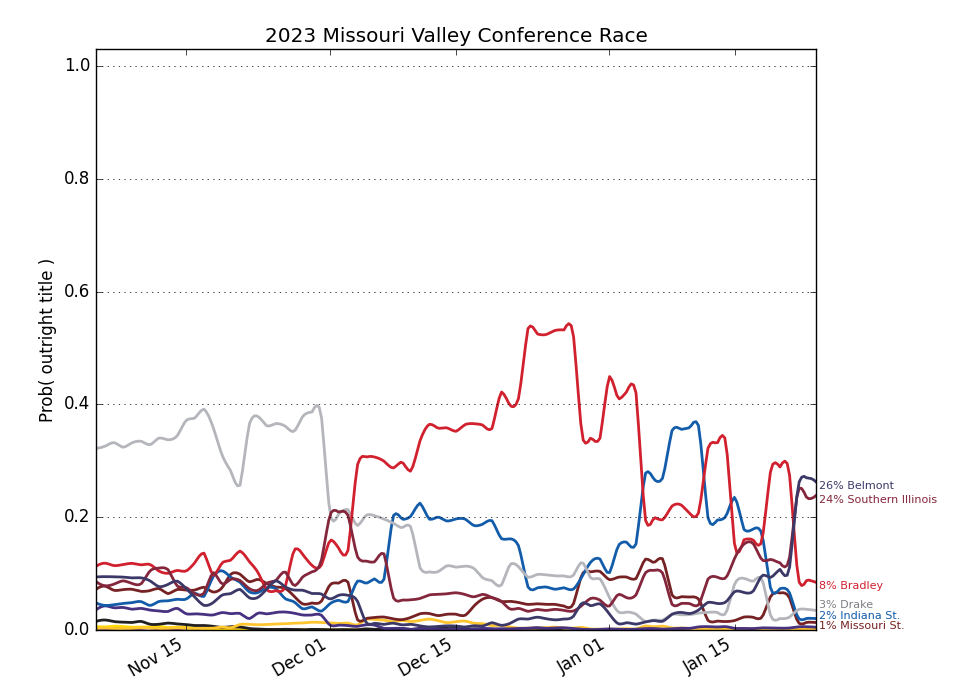 2023 Missouri Valley Conference Race
1.0
0.8
0.6
0.4
0.2
0.0
Prob( outright title )
26% Belmont
24% Southern Illinois
8% Bradley
3% Drake
2% Indiana St.
1% Missouri St.
Nov 15
Dec 01
Dec 15
Jan 01
Jan 15